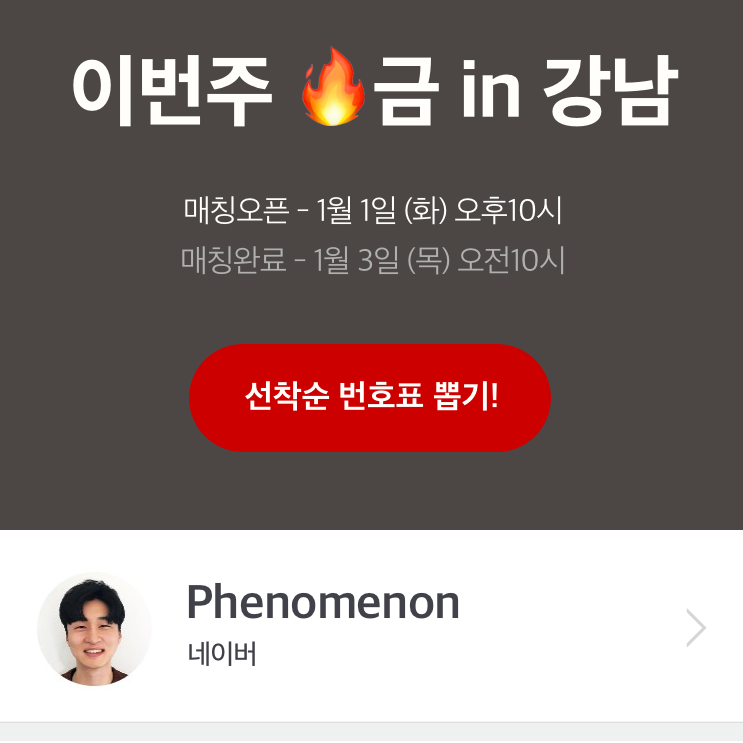 이번주 🔥금 in 강남
매칭오픈 - 1월 1일 (화) 오후10시
매칭완료 - 1월 3일 (목) 오전10시
선착순 번호표 뽑기!
Phenomenon
네이버